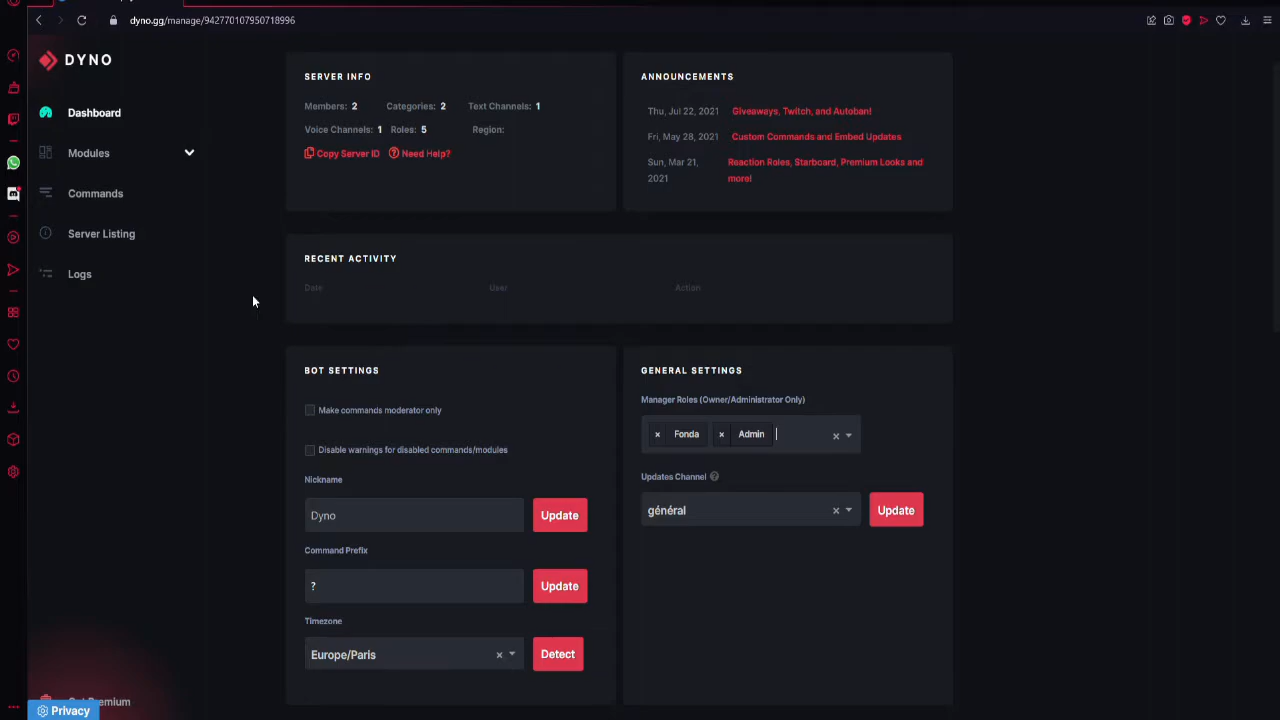 dyno.gg/manage/942770107950718996
DYNO
Dashboard
Modules
Commands
Server Listing
Logs
Privacy
SERVER INFO
Members: 2 Categories: 2 Text Channels: 1
Voice Channels: 1 Roles: 5 Region:
Copy Server ID Need Help?
ANNOUNCEMENTS
Thu, Jul 22, 2021 Giveaways, Twitch, and Autoban!
Fri, May 28, 2021 Custom Commands and Embed Updates
Sun, Mar 21, 2021 Reaction Roles, Starboard, Premium Looks and
more!
RECENT ACTIVITY
Date User Action
BOT SETTINGS
Make commands moderator only
Disable warnings for disabled commands/modules
Nickname
Dyno Update
Command Prefix
? Update
Timezone
Europe/Paris Detect
GENERAL SETTINGS
Manager Roles (Owner/Administrator Only)
Fonda Admin
Updates Channel
général Update
Premium